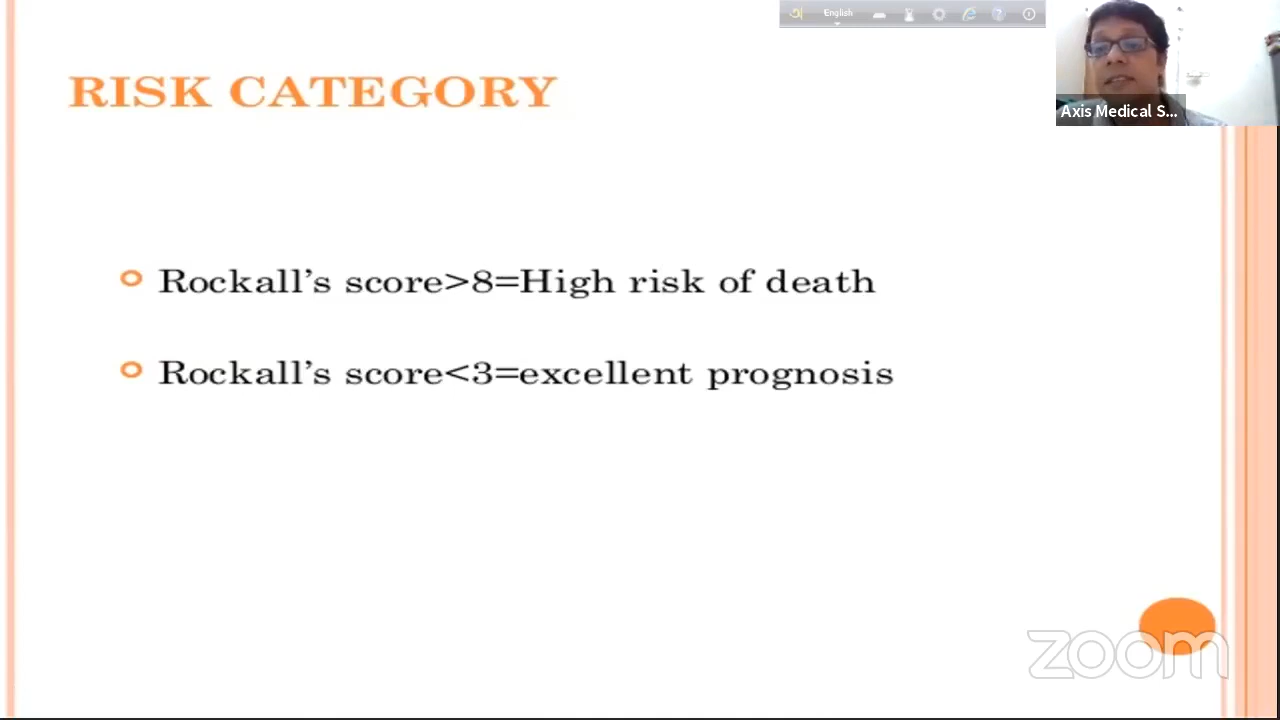 English
RISK CATEGORY
Axis Medical S...
Rockall’s score>8=High risk of death
Rockall’s score<3=excellent prognosis
zoom